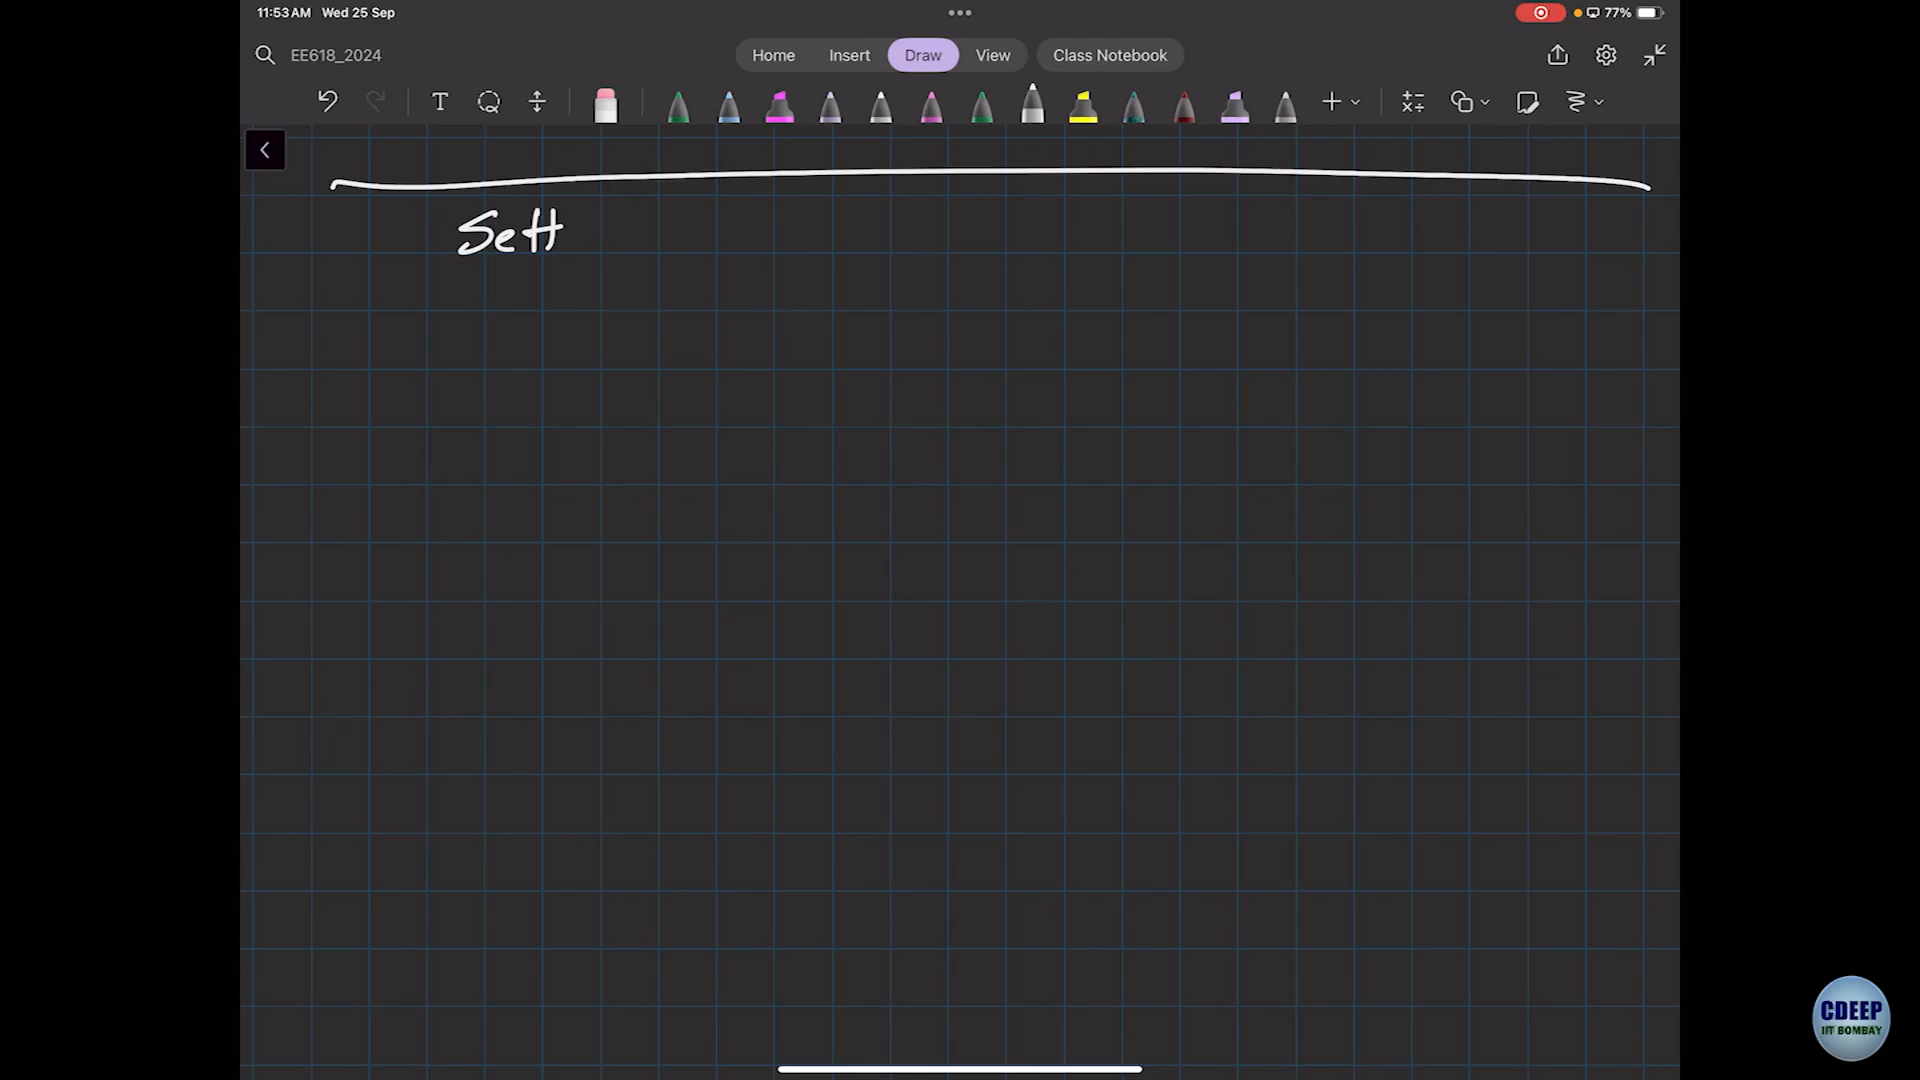 11:53 AM Wed 25 Sep
77%
EE618_2024
Home Insert Draw View Class Notebook
T
Sett
CDEEP
IIT BOMBAY